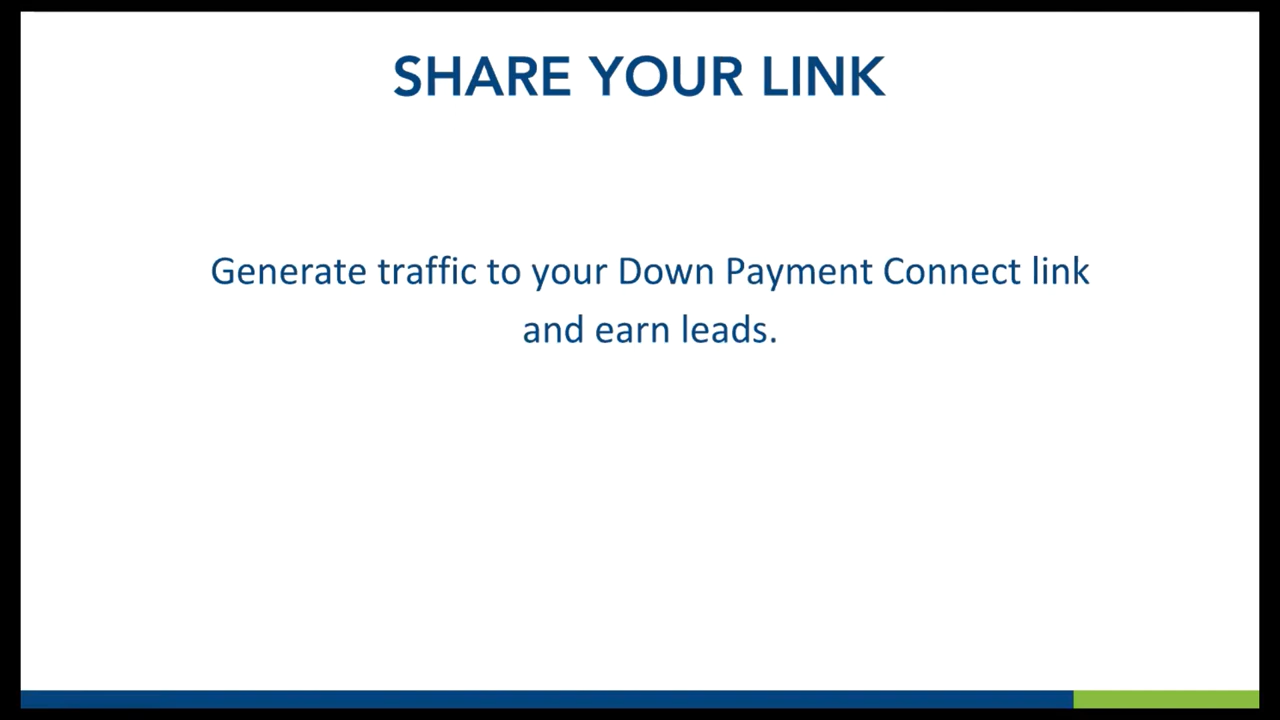 SHARE YOUR LINK
Generate traffic to your Down Payment Connect link
and earn leads.